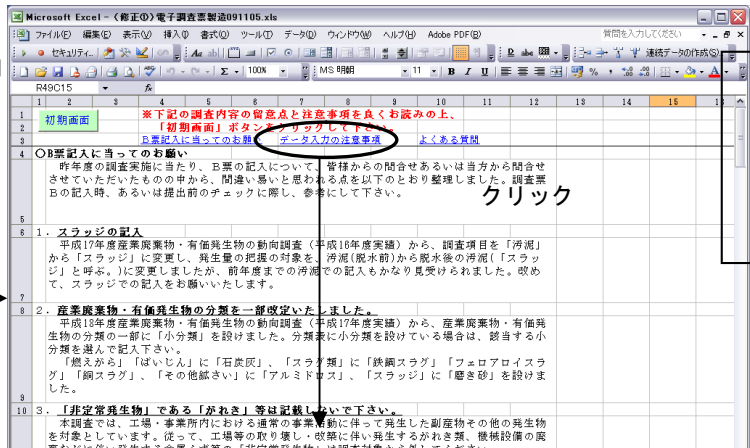 Microsoft Excel - (修正①)電子調査票製造091105.xls
ファイル(F) 編集(E) 表示(V) 挿入(I) 書式(O) ツール(T) データ(D) ウィンドウ(W) ヘルプ(H) Adobe PDF(B) 質問を入力してください
セキュリティ... 連続データの作成(S)...
100% MS 明朝 11 B I U
R49C15 fx
1 2 3 4 5 6 7 8 9 10 11 12 13 14 15 16
初期画面
※下記の調査内容の留意点と注意事項を良くお読みの上、
「初期画面」ボタンをクリックして下さい。
B票記入に当ってのお願い データ入力の注意事項 よくある質問
クリック
4 ○B票記入に当ってのお願い
昨年度の調査実施に当たり、B票の記入について、皆様からの問合せあるいは当方から問合せ
させていただいたものの中から、間違い易いと思われる点を以下のとおり整理しました。調査票
Bの記入時、あるいは提出前のチェックに際し、参考にして下さい。
5
6 1．スラッジの記入
平成17年度産業廃棄物・有価発生物の動向調査（平成16年度実績）から、調査項目を「汚泥」
から「スラッジ」に変更し、発生量の把握の対象を、汚泥(脱水前)から脱水後の汚泥(「スラッ
ジ」と呼ぶ。)に変更しましたが、前年度までの汚泥での記入もかなり見受けられました。改め
て、スラッジでの記入をお願いいたします。
7
8 2．産業廃棄物・有価発生物の分類を一部改定いたしました。
平成18年度産業廃棄物・有価発生物の動向調査（平成17年度実績）から、産業廃棄物・有価発
生物の分類の一部に「小分類」を設けました。分類表に小分類を設けている場合は、該当する小
分類を選んで記入下さい。
「燃えがら」「ばいじん」に「石炭灰」、「スラグ類」に「鉄鋼スラグ」「フェロアロイスラ
グ」「銅スラグ」、「その他鉱さい」に「アルミドロス」、「スラッジ」に「磨き砂」を設けま
した。
9
10 3．「非定常発生物」である「がれき」等は記載しないで下さい。
本調査では、工場・事業所内における通常の事業活動に伴って発生した副産物その他の発生物
を対象としています。従って、工場等の取り壊し・改築に伴い発生するがれき類、機械設備の廃